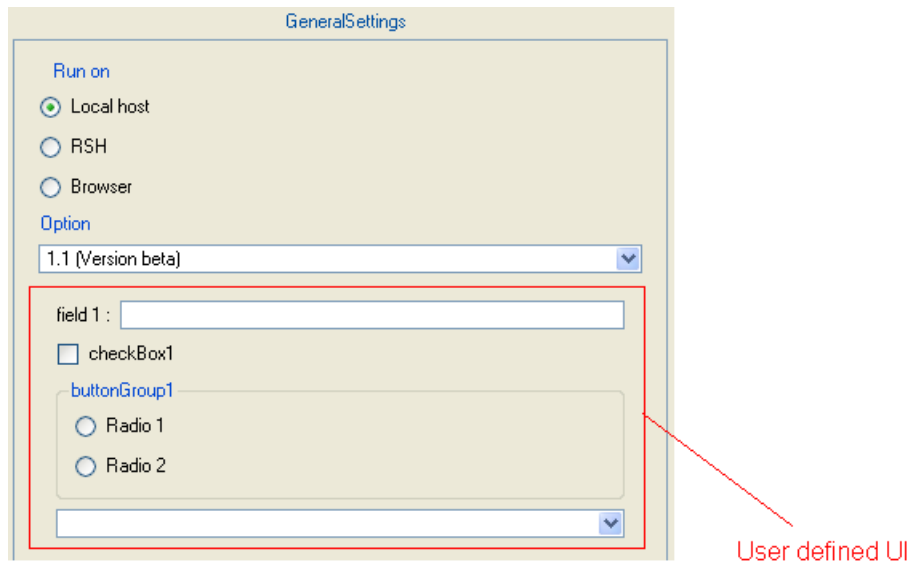 GeneralSettings
Run on
Local host
RSH
Browser
Option
1.1 (Version beta)
field 1 :
checkBox1
buttonGroup1
Radio 1
Radio 2
User defined UI